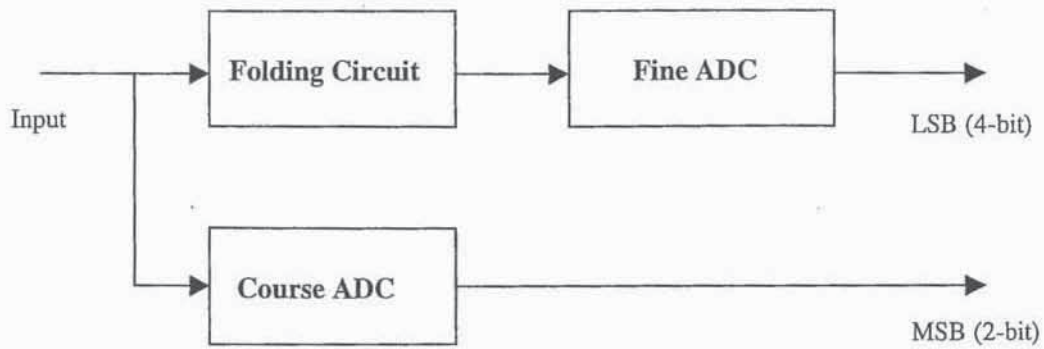 Folding Circuit
Fine ADC
Input
LSB (4-bit)
Course ADC
MSB (2-bit)